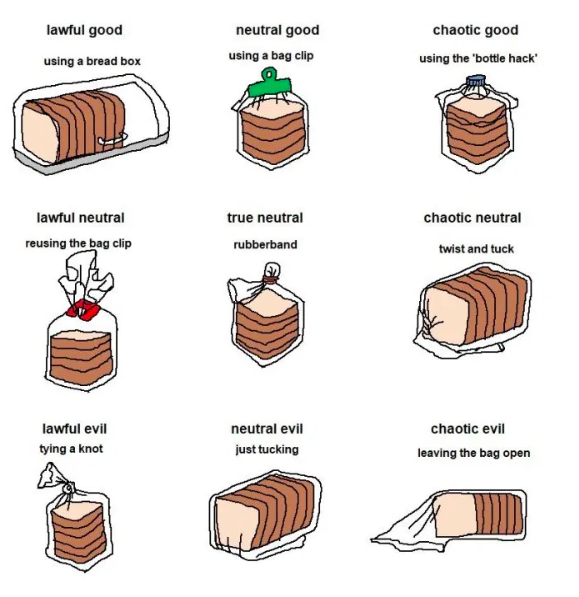 lawful good
neutral good
chaotic good
using a bread box
using a bag clip
using the 'bottle hack'
lawful neutral
true neutral
chaotic neutral
reusing the bag clip
rubberband
twist and tuck
lawful evil
neutral evil
chaotic evil
tying a knot
just tucking
leaving the bag open